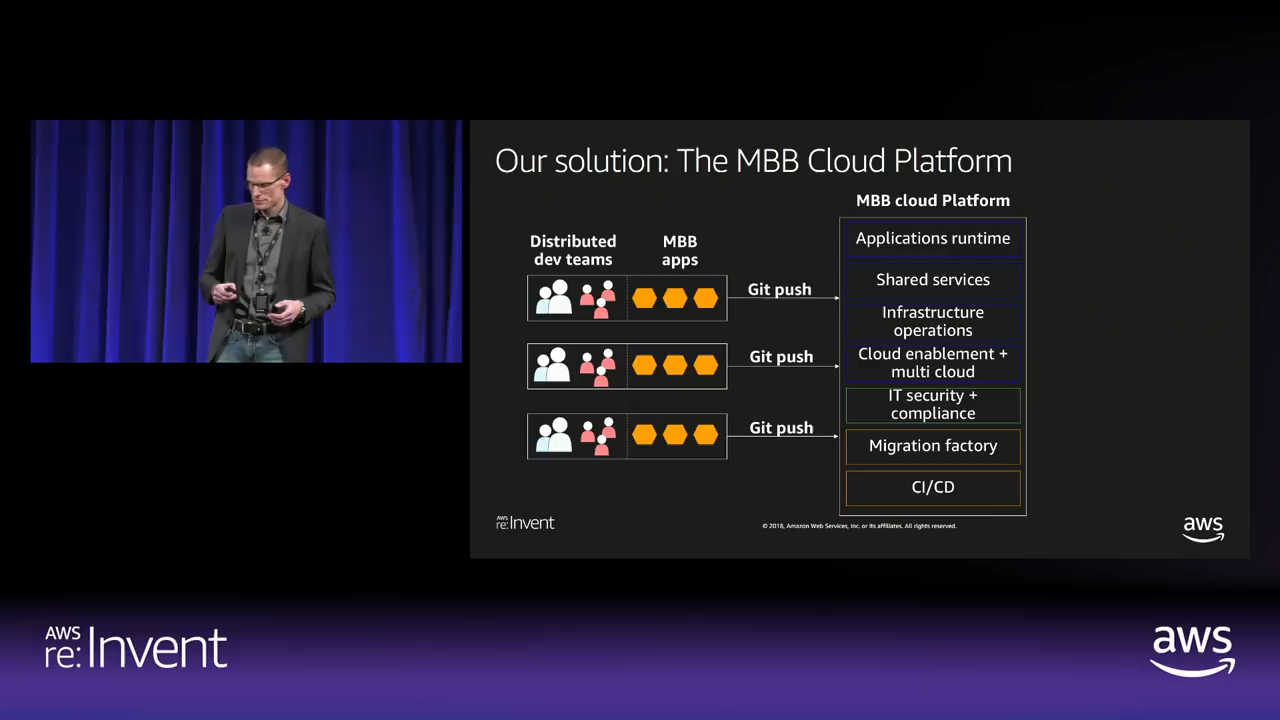 Our solution: The MBB Cloud Platform
MBB cloud Platform
Distributed
dev teams
MBB
apps
Git push
Git push
Git push
Applications runtime
Shared services
Infrastructure
operations
Cloud enablement +
multi cloud
IT security +
compliance
Migration factory
CI/CD
AWS
re:Invent
© 2018, Amazon Web Services, Inc. or its affiliates. All rights reserved.
aws
AWS
re:Invent
aws